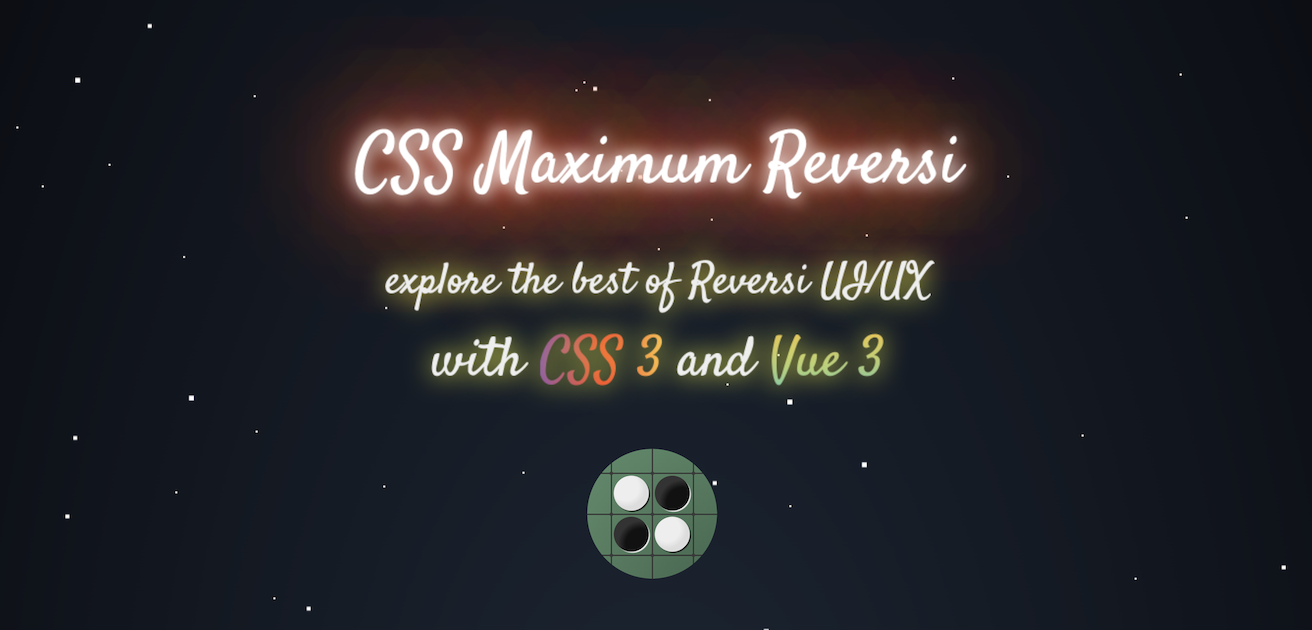 CSS Maximum Reversi
explore the best of Reversi UI/UX
with CSS 3 and Vue 3